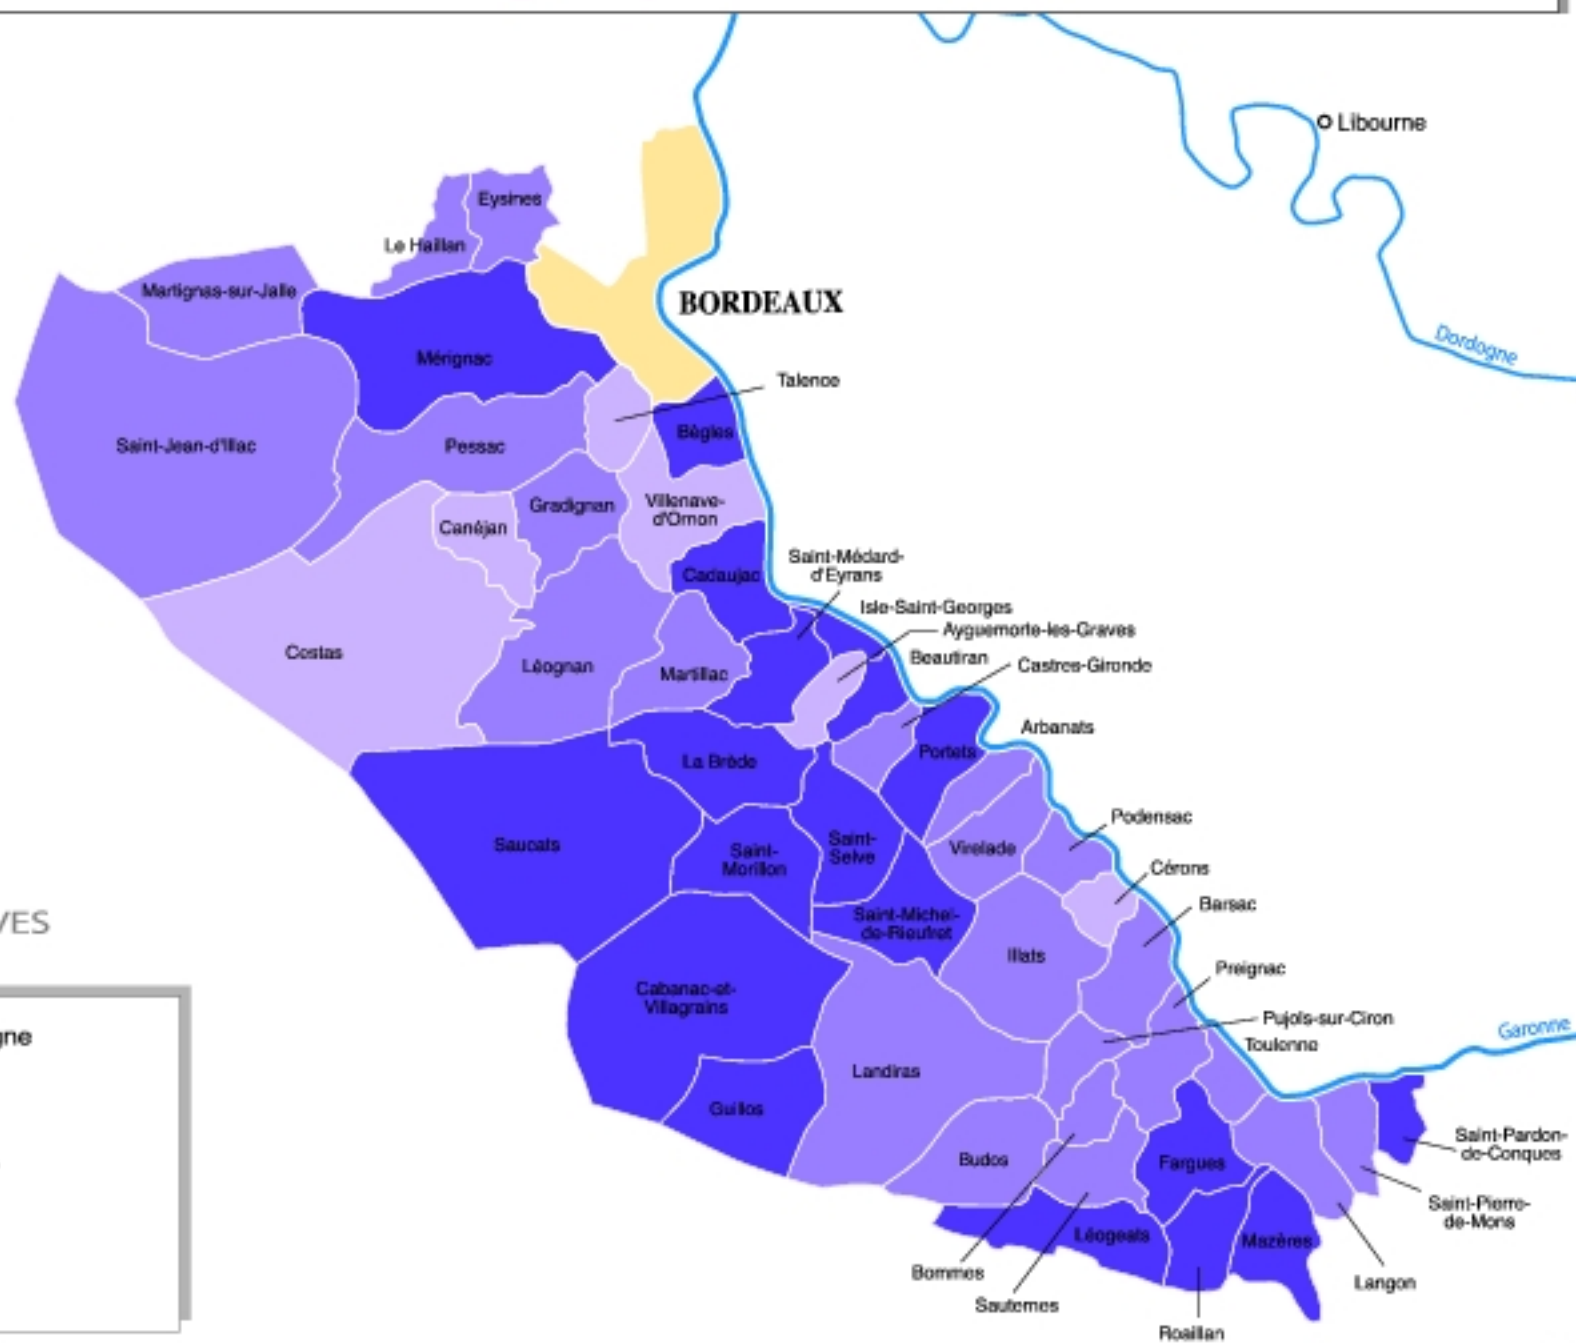 Libourne
Eysines
Le Haillan
Martignas-sur-Jalle
BORDEAUX
Dordogne
Mérignac
Talence
Bègles
Saint-Jean-d'Illac
Pessac
Gradignan
Villenave-
d'Ornon
Canéjan
Saint-Médard-
d'Eyrans
Cadaujac
Isle-Saint-Georges
Ayguemorte-les-Graves
Cestas
Léognan
Martillac
Beautiran
Castres-Gironde
Arbanats
Portets
La Brède
Podensac
Saucats
Saint-
Morillon
Saint-
Selve
Virelade
Cérons
Barsac
VES
Saint-Michel-
de-Rieufret
Illats
Preignac
Cabanac-et-
Villagrains
Pujols-sur-Ciron
Garonne
gne
Toulenne
Landiras
Guillos
Budos
Fargues
Saint-Pardon-
de-Conques
Saint-Pierre-
de-Mons
Léogeats
Mazères
Bommes
Langon
Sauternes
Roaillan